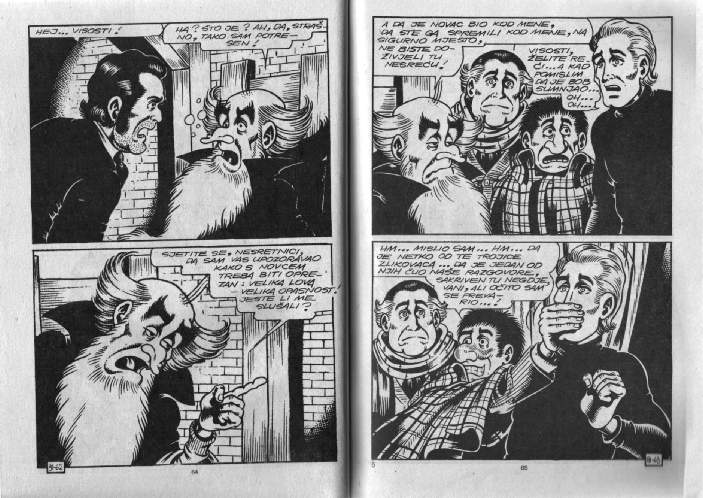 HEJ... VISOSTI!
HA? ŠTO JE? AH, DA, STRAŠ-
NO, TAKO SAM POTRE-
SEN!
SJETITE SE, NESRETNICI,
DA SAM VAS UPOZORAVAO
KAKO S NOVCEM
TREBA BITI OPRE-
ZAN: VELIKA LOVA,
VELIKA OPASNOST!
JESTE LI ME
SLUŠALI?
64
A DA JE NOVAC BIO KOD MENE,
DA STE GA SPREMILI KOD MENE, NA
SIGURNO MJESTO,
NE BISTE DO-
ŽIVJELI TU
NESREĆU!
VISOSTI,
ŽELITE RE-
ĆI... A KAD
POMISLIM
DA JE BOB
SUMNJAO...
OH...
OH...
HM... MISLIO SAM... HM... DA
JE NETKO OD TE TROJICE
ZLIKOVACA... DA JE JEDAN OD
NJIH ČUO NAŠE RAZGOVORE,
SAKRIVEN TU NEGDJE,
VANI, ALI OČITO SAM
SE PREVA-
RIO...!
65